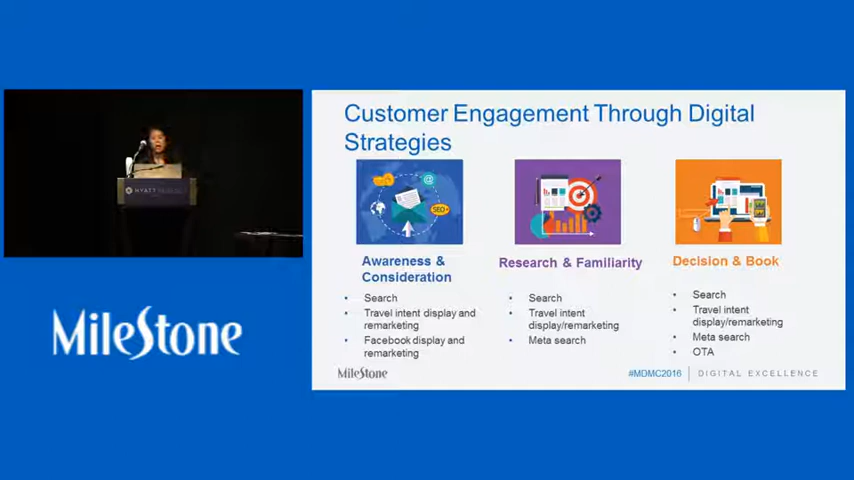 Customer Engagement Through Digital
Strategies
SEO
Awareness &
Consideration
• Search
• Travel intent display and
remarketing
• Facebook display and
remarketing
Research & Familiarity
• Search
• Travel intent
display/remarketing
• Meta search
Decision & Book
• Search
• Travel intent
display/remarketing
• Meta search
• OTA
MileStone
#MDMC2016
DIGITAL EXCELLENCE
HYATT
MileStone